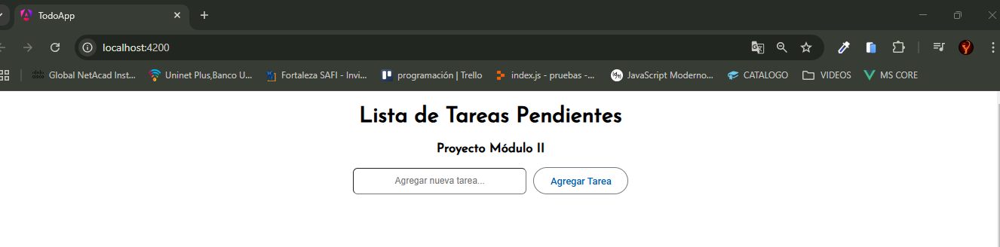 TodoApp
localhost:4200
Global NetAcad Inst... Uninet Plus,Banco U... Fortaleza SAFI - Invi... programación | Trello index.js - pruebas -... JavaScript Moderno... CATALOGO VIDEOS MS CORE
Lista de Tareas Pendientes
Proyecto Módulo II
Agregar nueva tarea... Agregar Tarea